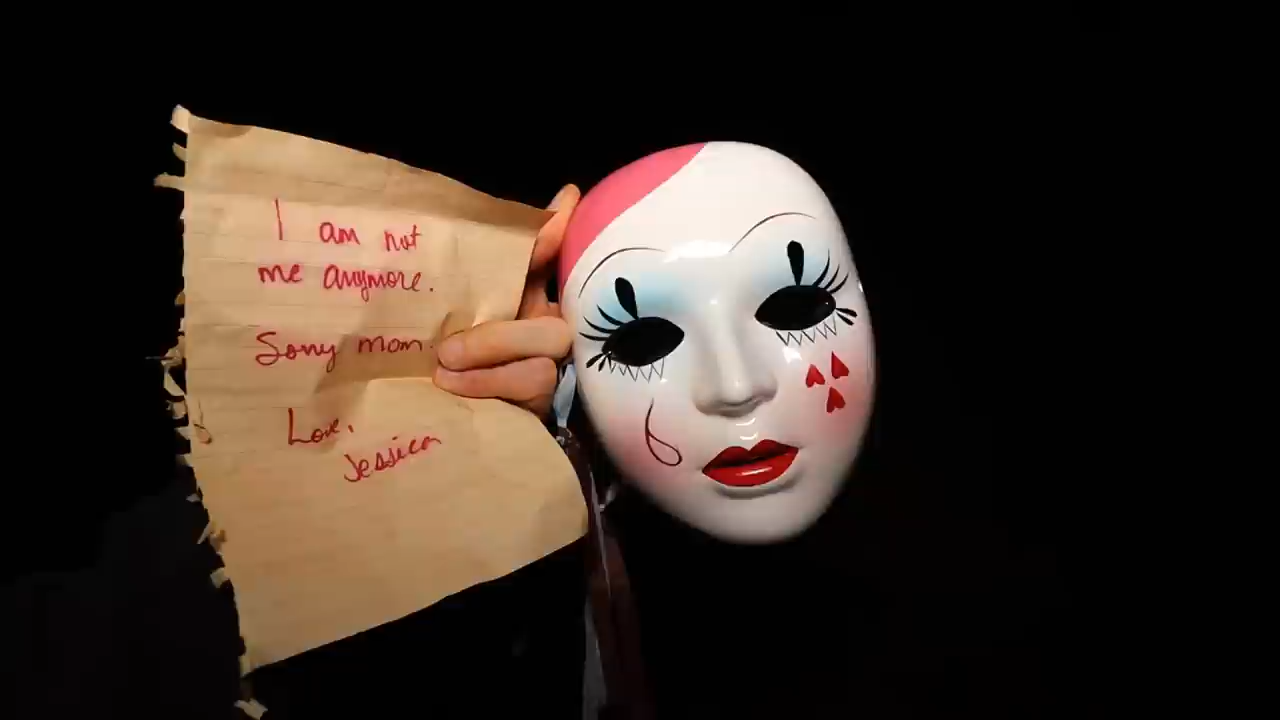 I am not
me anymore.
Sorry mom.
Love,
Jessica